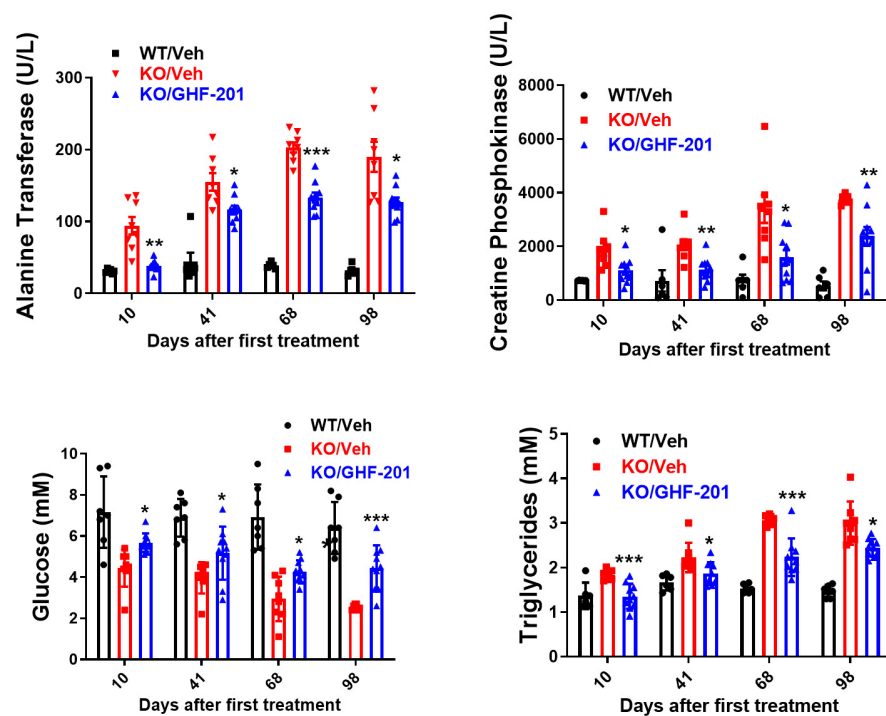 Alanine Transferase (U/L)
WT/Veh
KO/Veh
KO/GHF-201
300
200
100
0
**
*
***
*
10
41
68
98
Days after first treatment
Creatine Phosphokinase (U/L)
WT/Veh
KO/Veh
KO/GHF-201
8000
6000
4000
2000
0
*
**
*
**
10
41
68
98
Days after first treatment
Glucose (mM)
WT/Veh
KO/Veh
KO/GHF-201
10
8
6
4
2
0
*
*
*
*
***
10
41
68
98
Days after first treatment
Triglycerides (mM)
WT/Veh
KO/Veh
KO/GHF-201
5
4
3
2
1
0
***
*
***
*
10
41
68
98
Days after first treatment